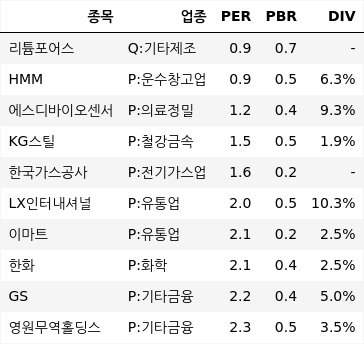 종목 업종 PER PBR DIV
리튬포어스 Q:기타제조 0.9 0.7 -
HMM P:운수창고업 0.9 0.9 6.3%
에스디바이오센서 P:의료정밀 1.2 0.4 9.3%
KG스틸 P:철강금속 1.5 0.5 1.9%
한국가스공사 P:전기가스업 1.6 0.2 -
LX인터내셔널 P:유통업 2.0 0.5 10.3%
이마트 P:유통업 2.1 0.2 2.5%
한화 P:화학 2.1 0.4 2.5%
GS P:기타금융 2.2 0.4 5.0%
영원무역홀딩스 P:기타금융 2.3 0.5 3.5%